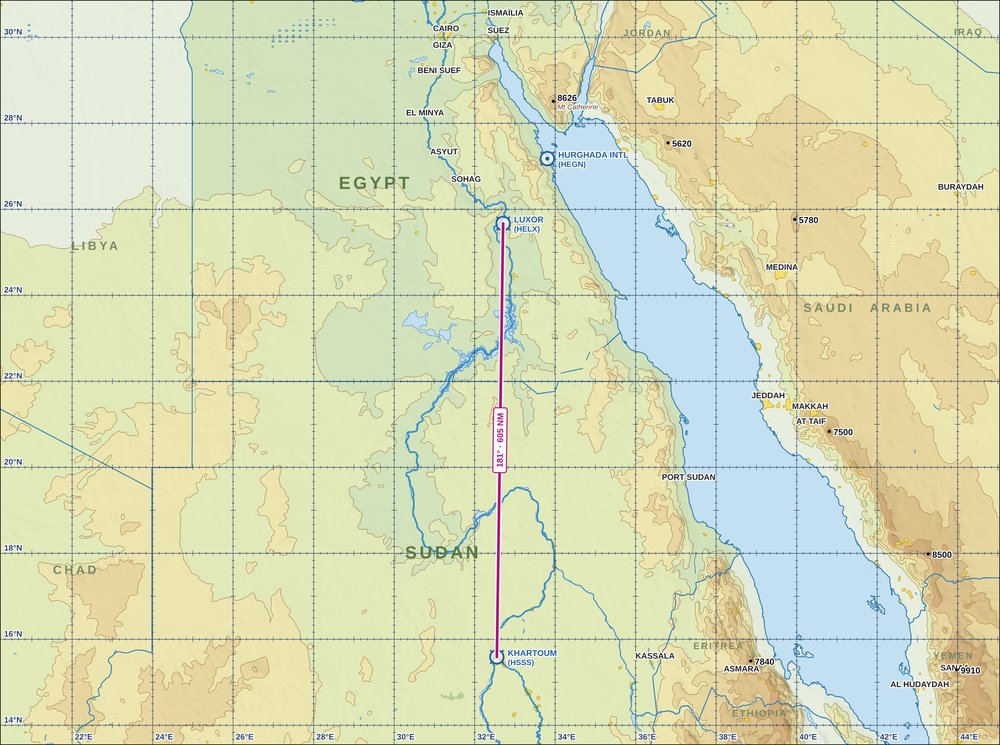 ISMAILIA
CAIRO
SUEZ
30°N
JORDAN
IRAQ
GIZA
BENI SUEF
8626
Mt Catherine
TABUK
EL MINYA
28°N
5620
ASYUT
HURGHADA INTL
(HEGN)
SOHAG
EGYPT
BURAYDAH
26°N
LUXOR
(HELX)
5780
LIBYA
MEDINA
24°N
SAUDI ARABIA
22°N
JEDDAH
MAKKAH
AT TAIF
181° · 605 NM
7500
20°N
PORT SUDAN
18°N
SUDAN
8500
CHAD
16°N
ERITREA
KHARTOUM
(HSSS)
KASSALA
YEMEN
7840
ASMARA
SANA'A
9910
AL HUDAYDAH
ETHIOPIA
14°N
22°E
24°E
26°E
28°E
30°E
32°E
34°E
36°E
38°E
40°E
42°E
44°E